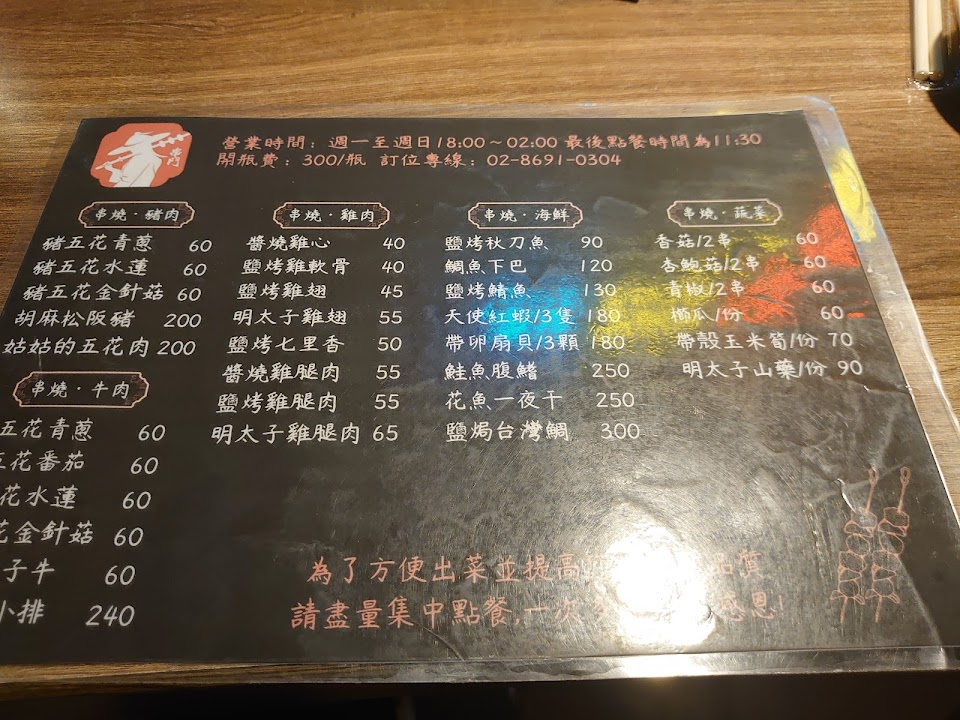 串門
營業時間：週一至週日18:00～02:00 最後點餐時間為11:30
開瓶費：300/瓶 訂位專線：02-8691-0304
串燒·豬肉
豬五花青蔥 60
豬五花水蓮 60
豬五花金針菇 60
胡麻松阪豬 200
姑姑的五花肉 200
串燒·牛肉
五花青蔥 60
五花番茄 60
花水蓮 60
花金針菇 60
子牛 60
小排 240
串燒·雞肉
醬燒雞心 40
鹽烤雞軟骨 40
鹽烤雞翅 45
明太子雞翅 55
鹽烤七里香 50
醬燒雞腿肉 55
鹽烤雞腿肉 55
明太子雞腿肉 65
串燒·海鮮
鹽烤秋刀魚 90
鯛魚下巴 120
鹽烤鯖魚 130
天使紅蝦/3隻 180
帶卵扇貝/3顆 180
鮭魚腹鰭 250
花魚一夜干 250
鹽焗台灣鯛 300
串燒·蔬菜
香菇/2串 60
杏鮑菇/2串 60
青椒/2串 60
櫛瓜/份 60
帶殼玉米筍/份 70
明太子山藥/份 90
為了方便出菜並提高 品質
請盡量集中點餐,一次 感恩!